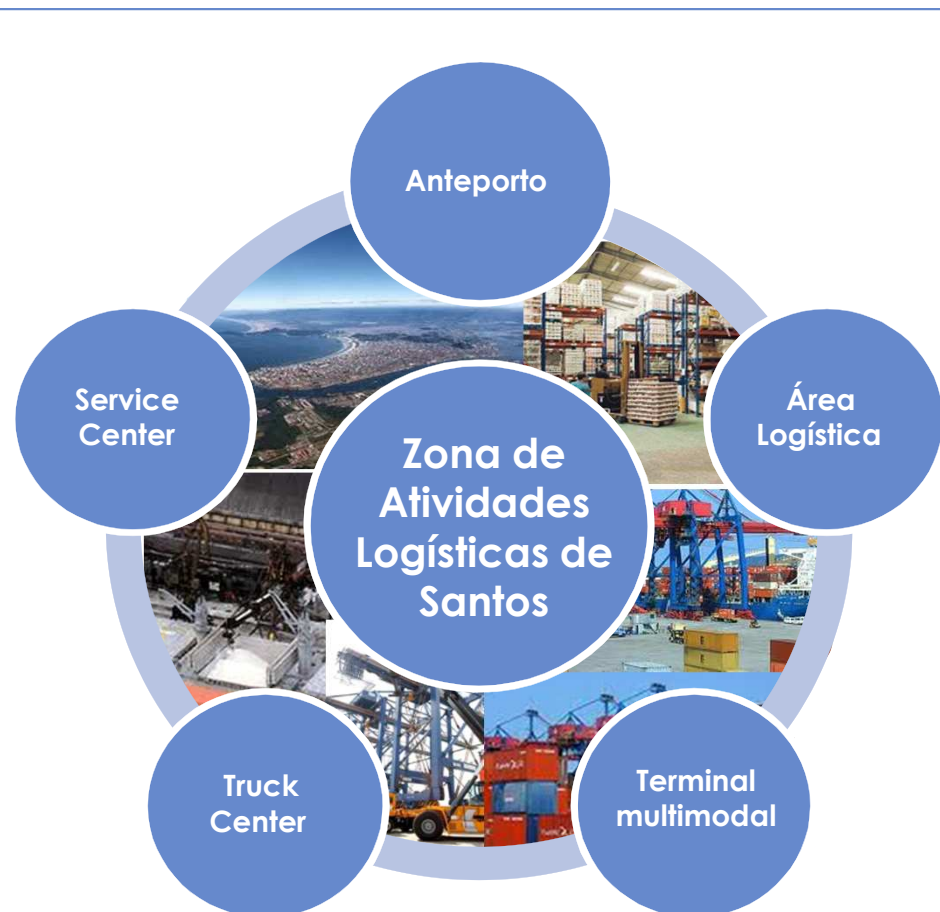 Anteporto
Service
Center
Área
Logística
Zona de
Atividades
Logísticas de
Santos
Truck
Center
Terminal
multimodal